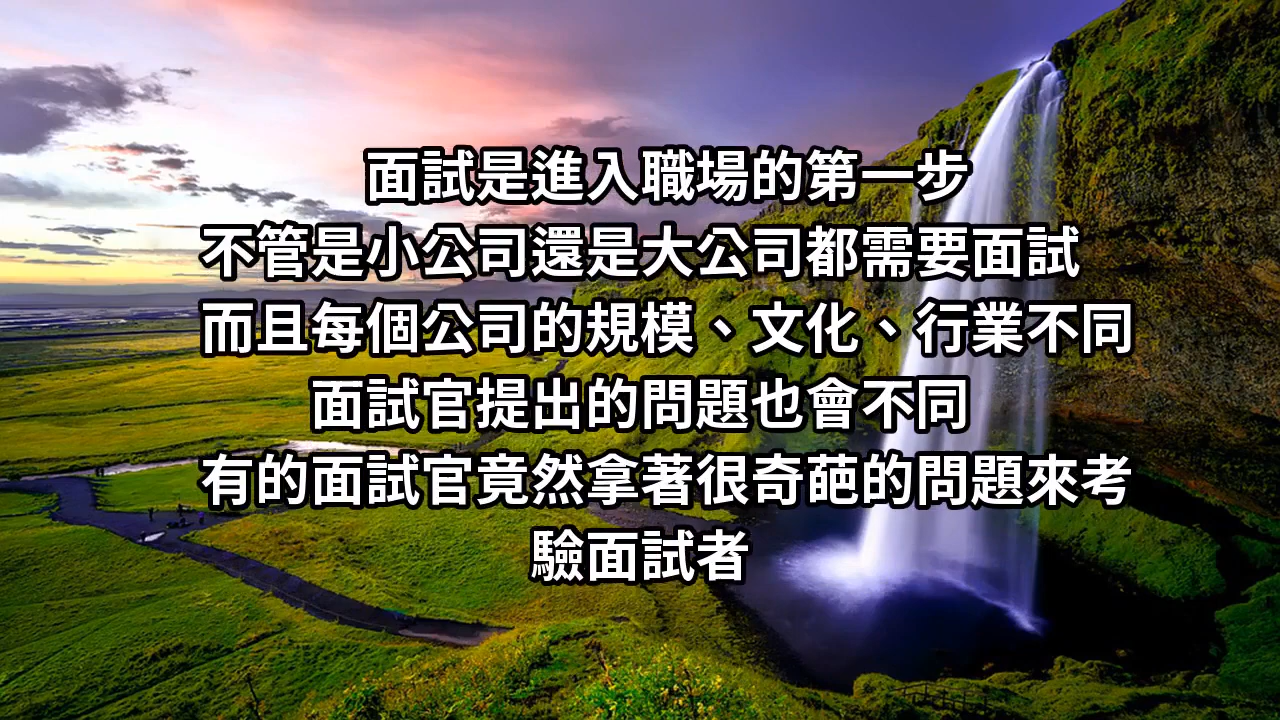 面試是進入職場的第一步
不管是小公司還是大公司都需要面試
而且每個公司的規模、文化、行業不同
面試官提出的問題也會不同
有的面試官竟然拿著很奇葩的問題來考
驗面試者